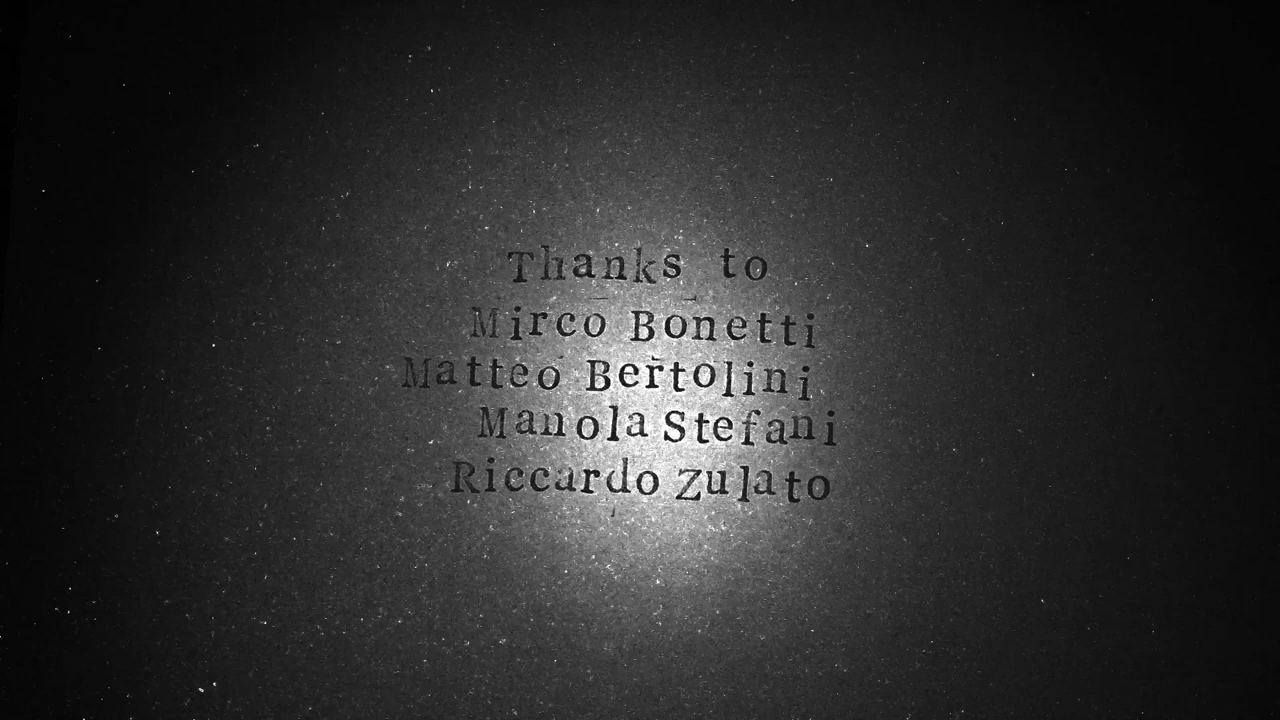 Thanks to
Mirco Bonetti
Matteo Bertolini
Manola Stefani
Riccardo Zulato